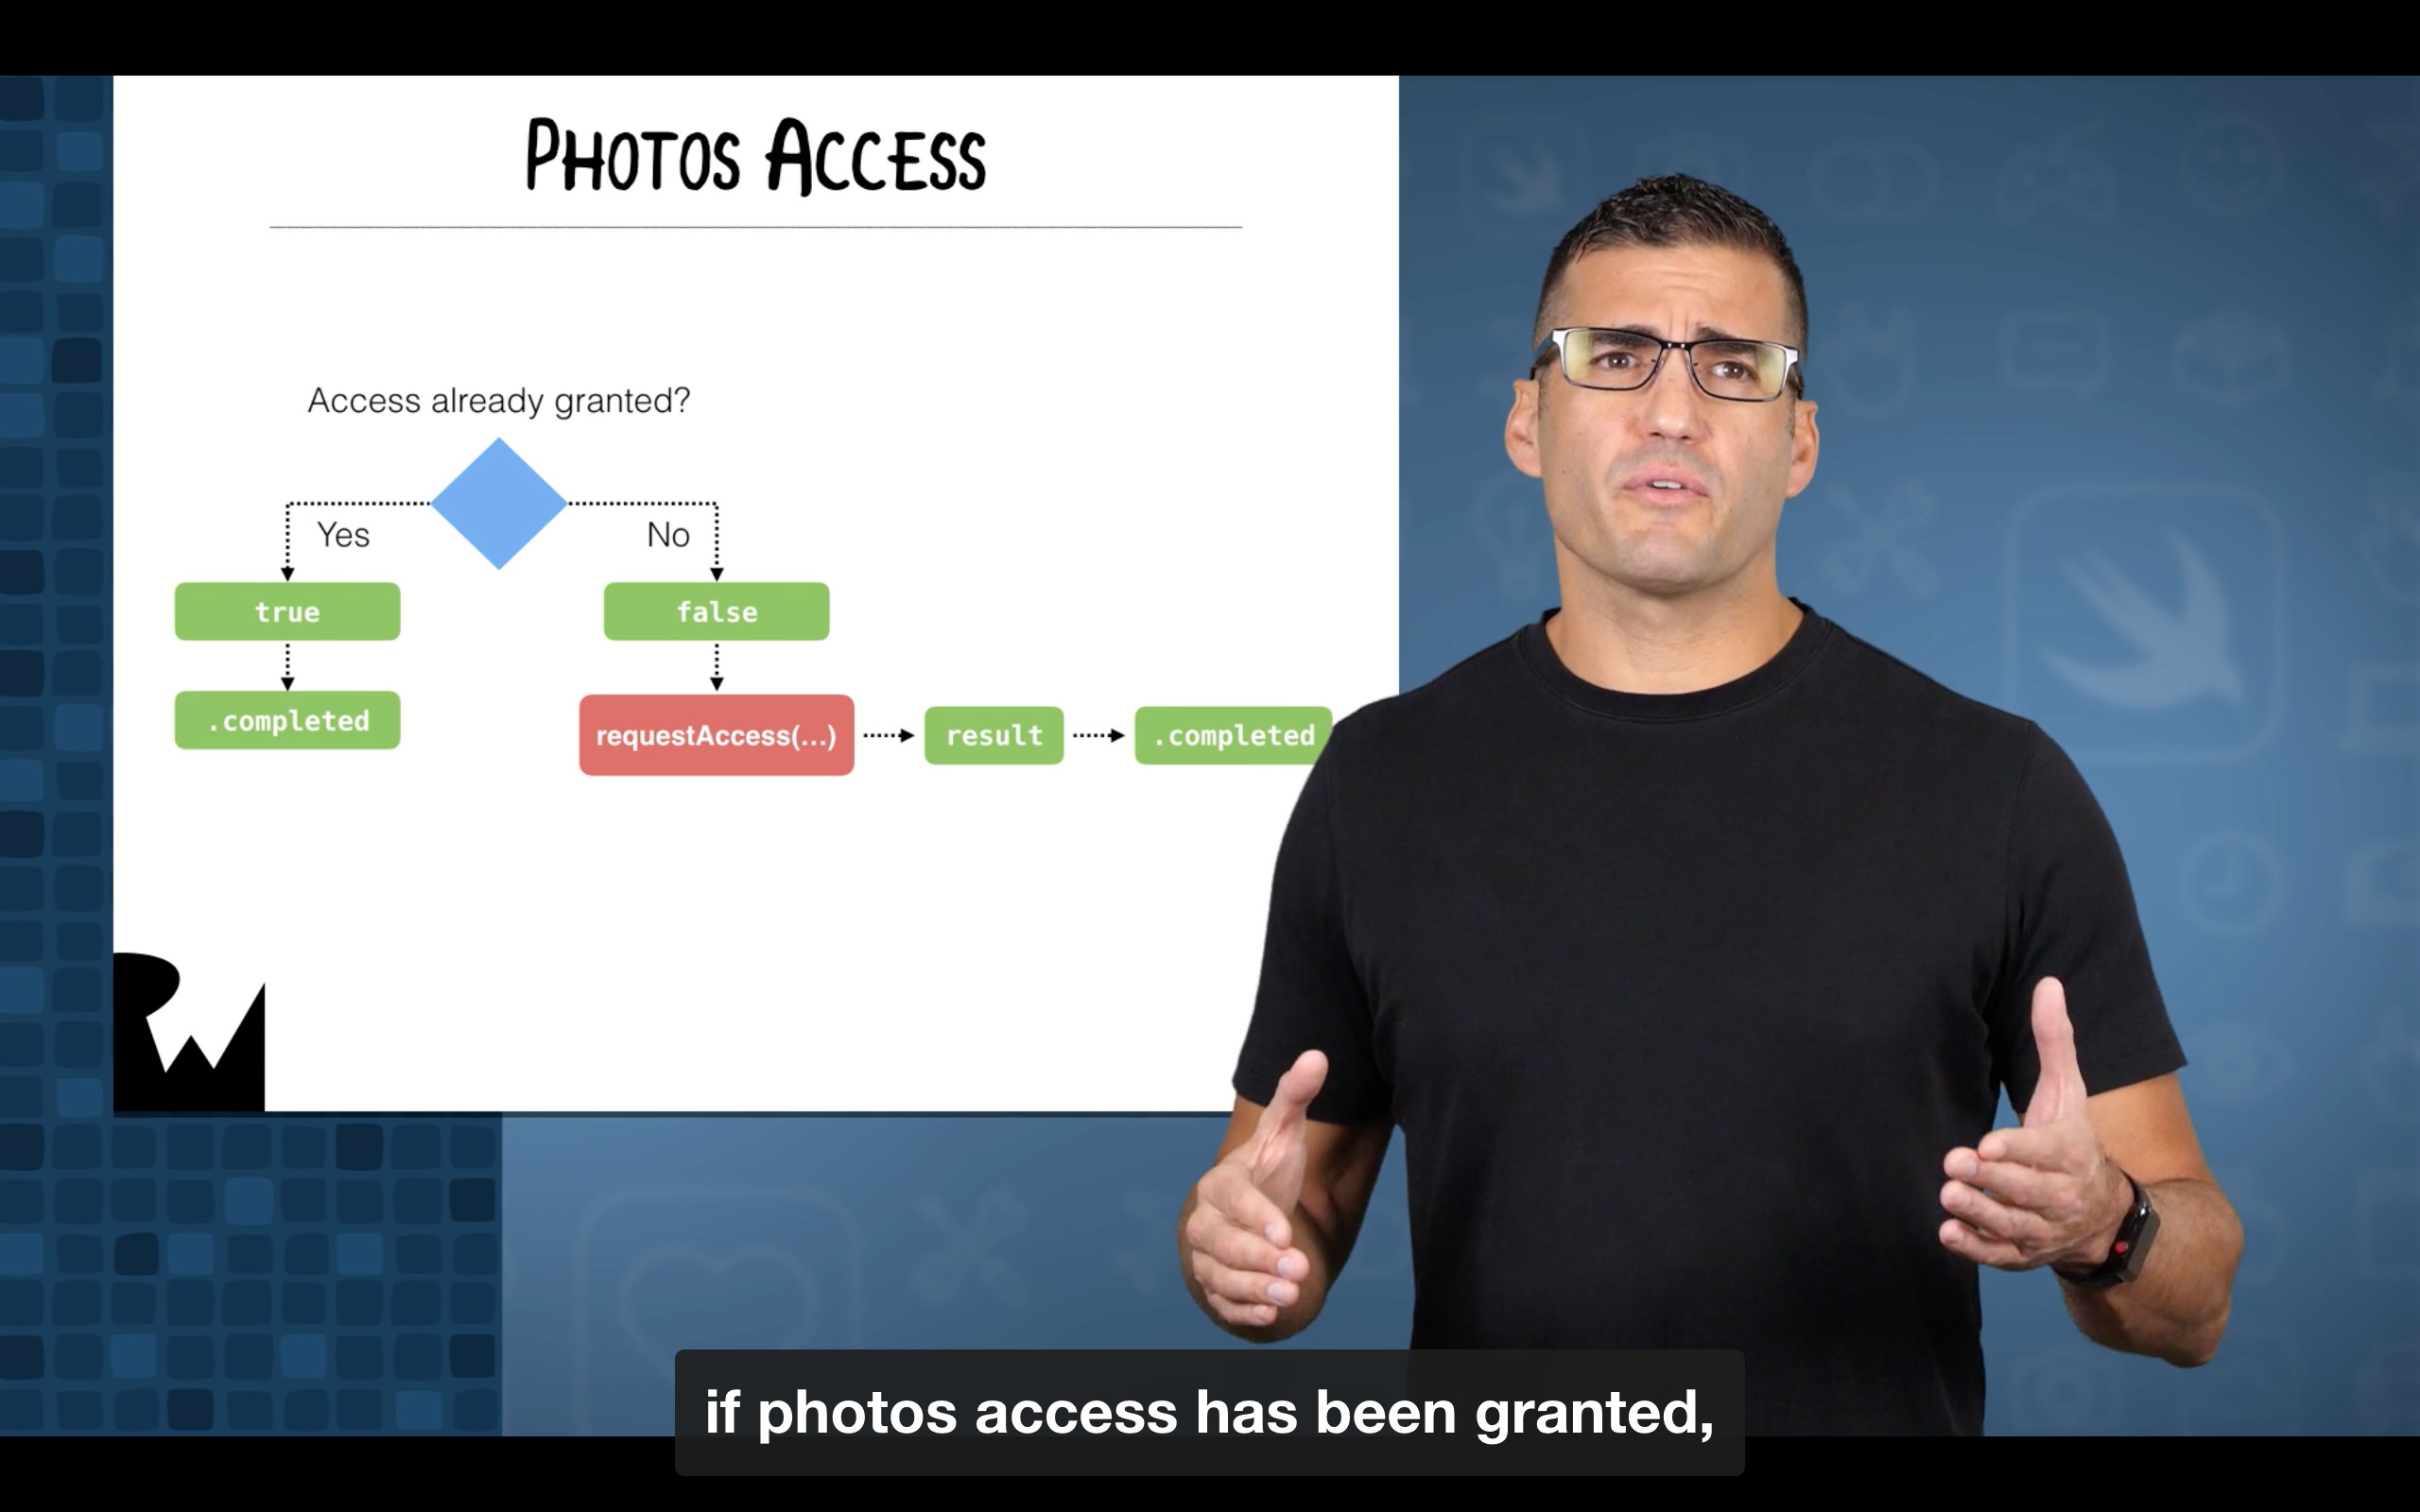 PHOTOS ACCESS
Access already granted?
Yes
No
true
false
.completed
requestAccess(...)
result
.completed
RW
if photos access has been granted,